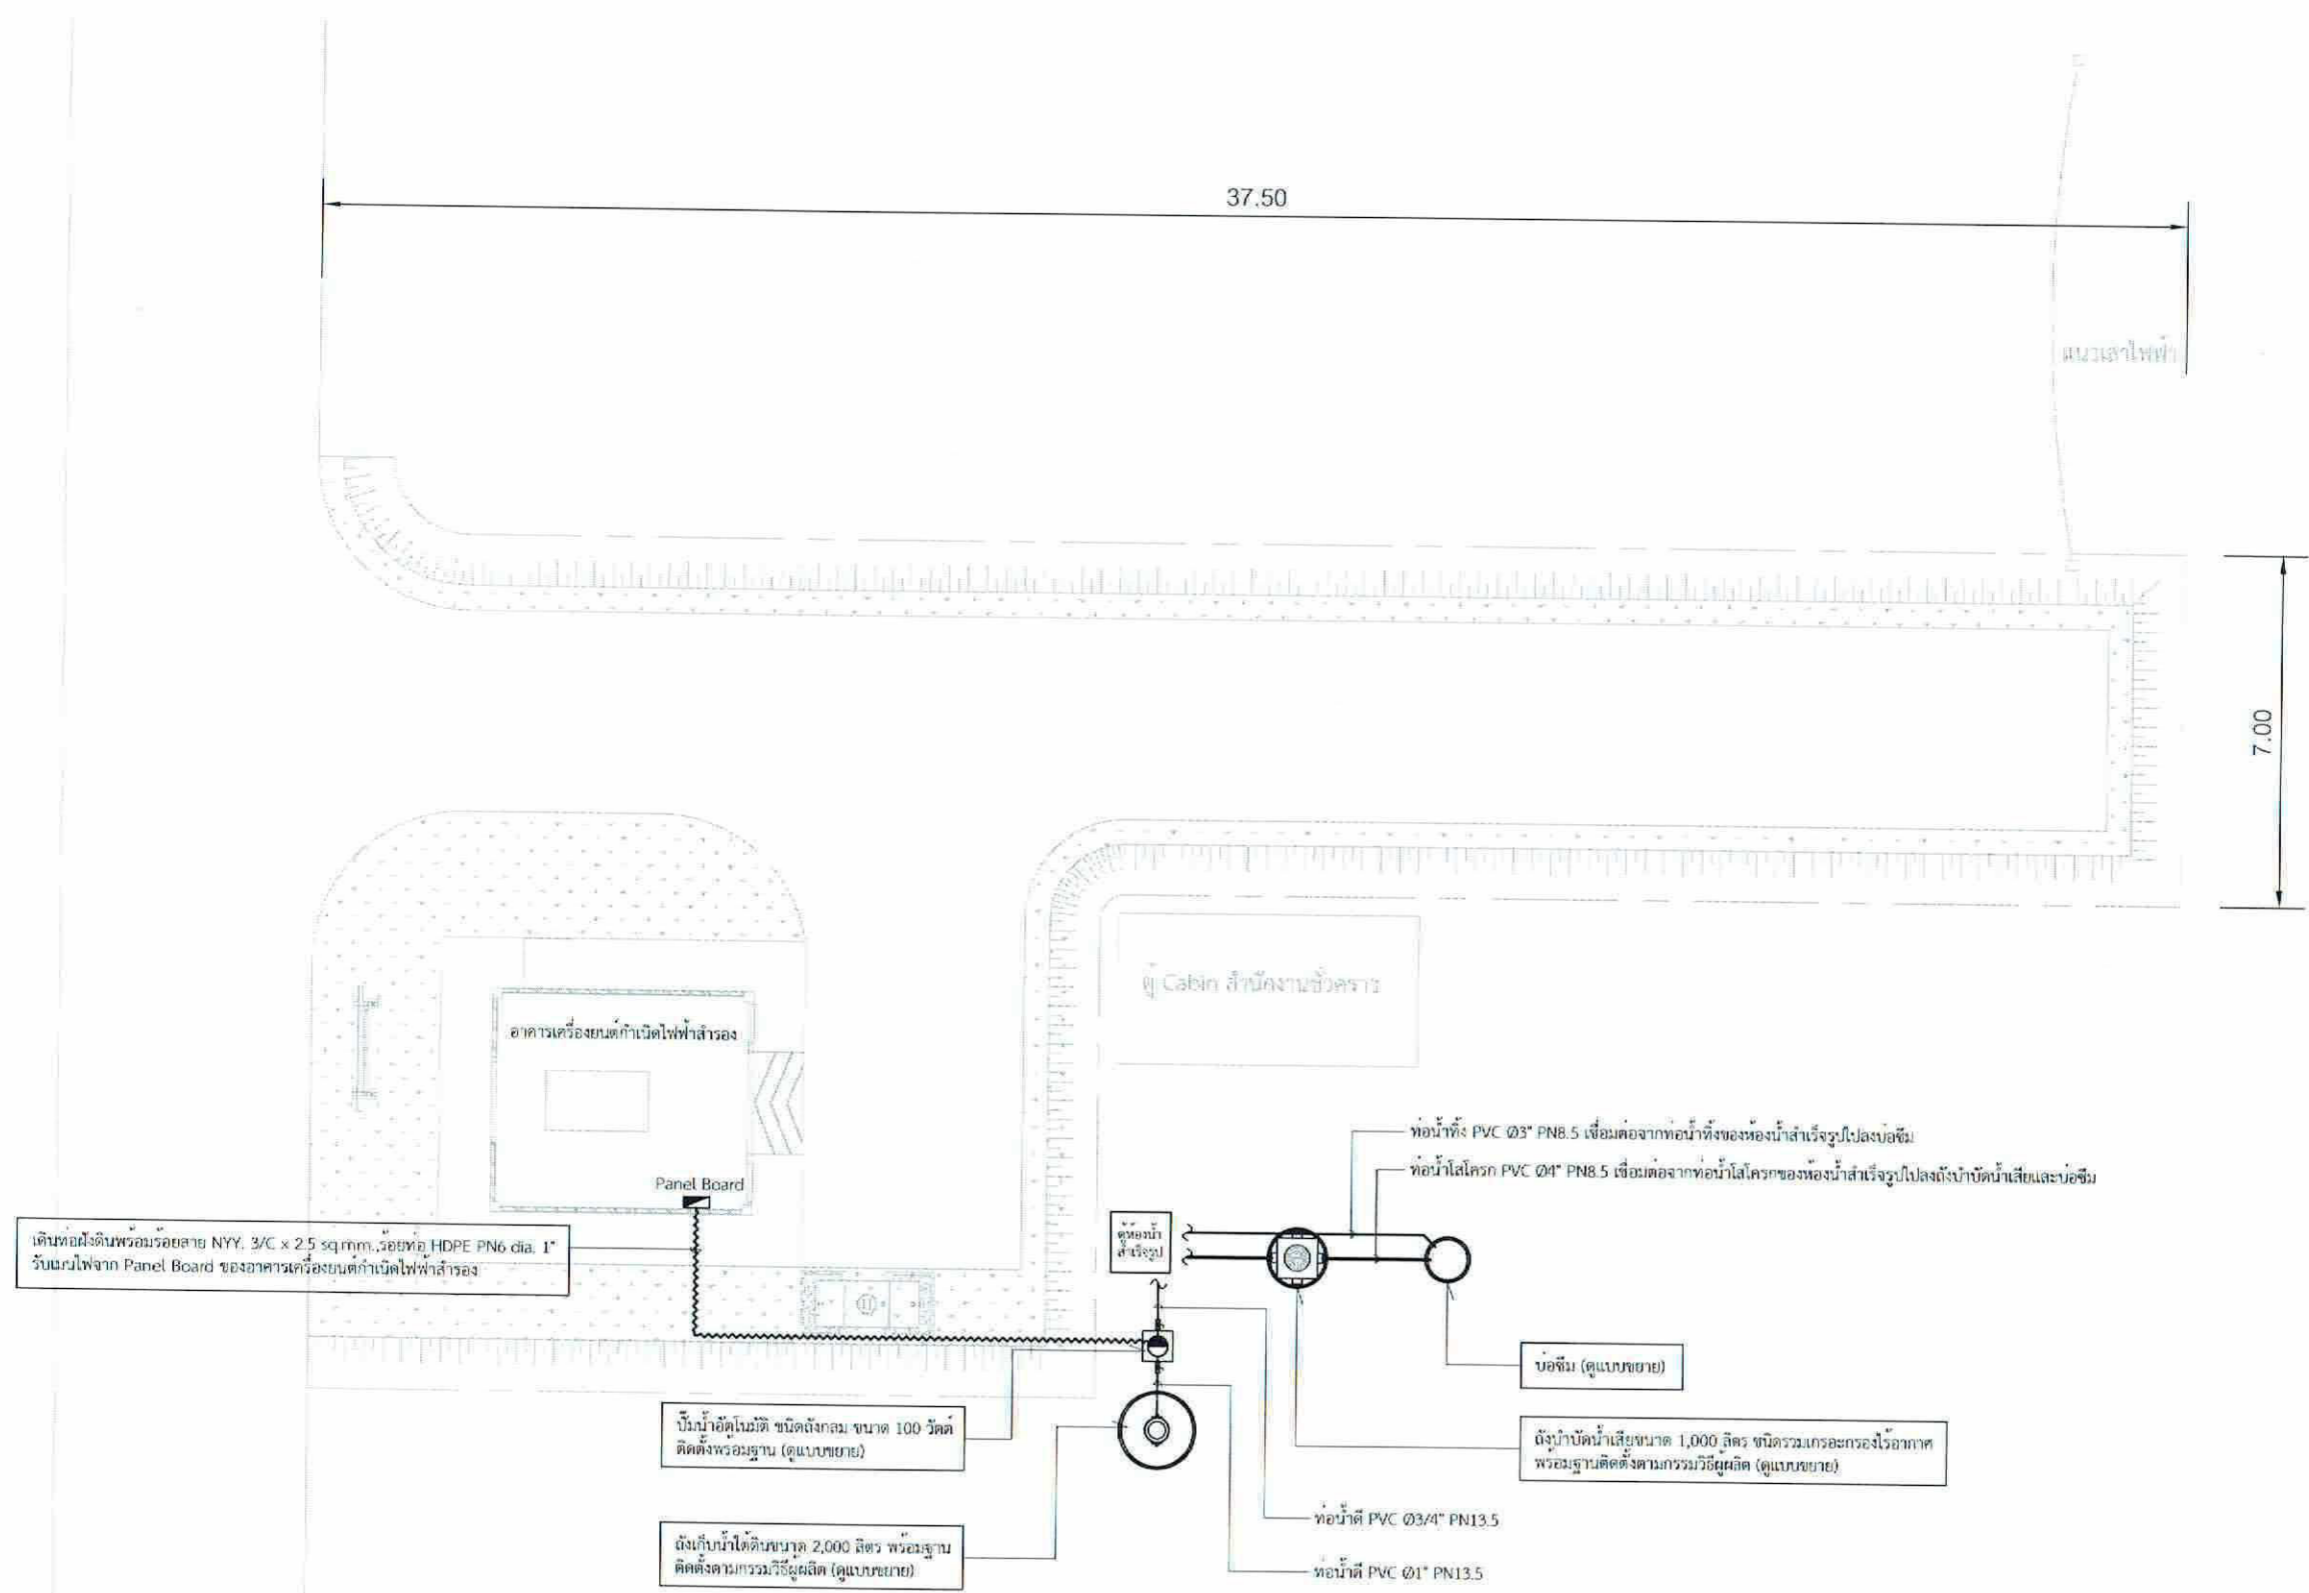 37.50
แนวเสาไฟฟ้า
7.00
ตู้ Cabin สำนักงานชั่วคราว
อาคารเครื่องยนต์กำเนิดไฟฟ้าสำรอง
Panel Board
ท่อน้ำทิ้ง PVC Ø3" PN8.5 เชื่อมต่อจากท่อน้ำทิ้งของห้องน้ำสำเร็จรูปไปลงบ่อซึม
ท่อน้ำโสโครก PVC Ø4" PN8.5 เชื่อมต่อจากท่อน้ำโสโครกของห้องน้ำสำเร็จรูปไปลงถังบำบัดน้ำเสียและบ่อซึม
ตู้ห้องน้ำ
สำเร็จรูป
เดินท่อฝังดินพร้อมร้อยสาย NYY. 3/C x 2.5 sq.mm.,ร้อยท่อ HDPE PN6 dia. 1"
รับเมนไฟจาก Panel Board ของอาคารเครื่องยนต์กำเนิดไฟฟ้าสำรอง
บ่อซึม (ดูแบบขยาย)
ปั๊มน้ำอัตโนมัติ ชนิดถังกลม ขนาด 100 วัตต์
ติดตั้งพร้อมฐาน (ดูแบบขยาย)
ถังบำบัดน้ำเสียขนาด 1,000 ลิตร ชนิดรวมเกรอะกรองไร้อากาศ
พร้อมฐานติดตั้งตามกรรมวิธีผู้ผลิต (ดูแบบขยาย)
ท่อน้ำดี PVC Ø3/4" PN13.5
ถังเก็บน้ำใต้ดินขนาด 2,000 ลิตร พร้อมฐาน
ติดตั้งตามกรรมวิธีผู้ผลิต (ดูแบบขยาย)
ท่อน้ำดี PVC Ø1" PN13.5